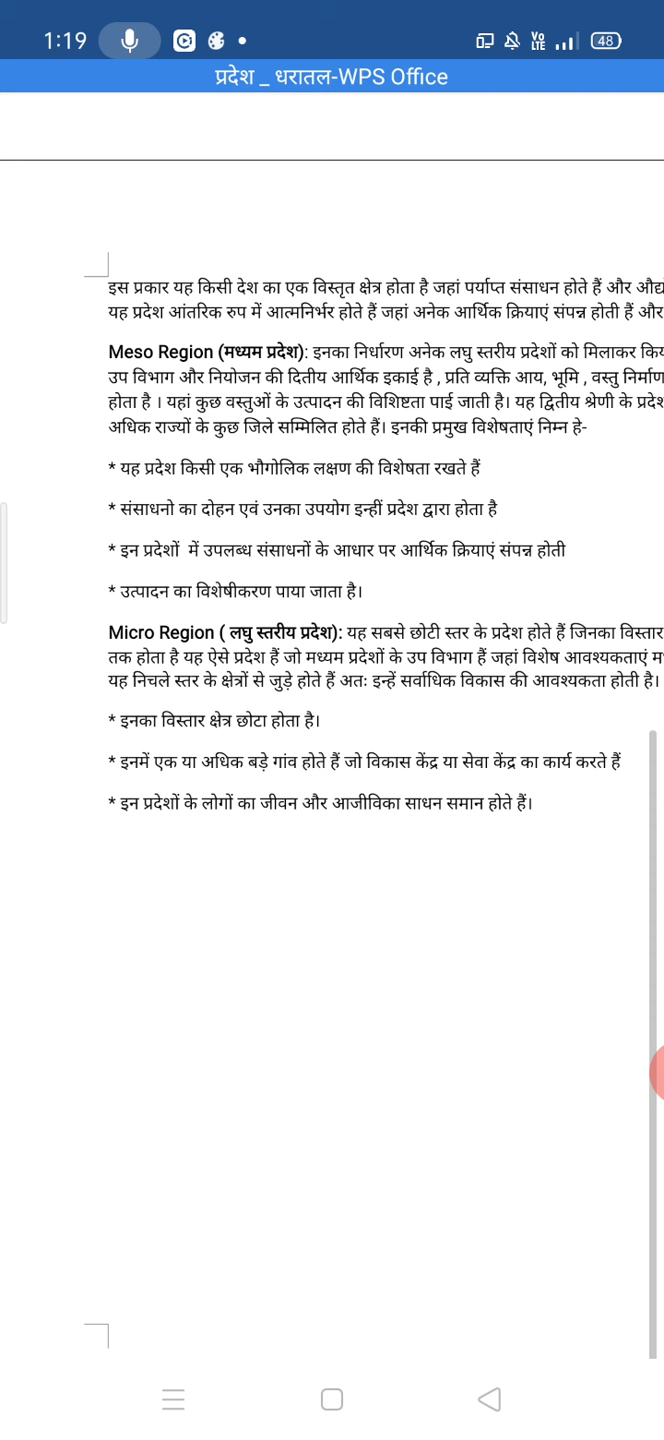 1:19
Vo LTE
48
प्रदेश _ धरातल-WPS Office
इस प्रकार यह किसी देश का एक विस्तृत क्षेत्र होता है जहां पर्याप्त संसाधन होते हैं और
यह प्रदेश आंतरिक रुप में आत्मनिर्भर होते हैं जहां अनेक आर्थिक क्रियाएं संपन्न होती हैं और
Meso Region (मध्यम प्रदेश): इनका निर्धारण अनेक लघु स्तरीय प्रदेशों को मिलाकर
उप विभाग और नियोजन की दितीय आर्थिक इकाई है , प्रति व्यक्ति आय, भूमि , वस्तु निर्माण
होता है । यहां कुछ वस्तुओं के उत्पादन की विशिष्टता पाई जाती है। यह द्वितीय श्रेणी के
अधिक राज्यों के कुछ जिले सम्मिलित होते हैं। इनकी प्रमुख विशेषताएं निम्न हे-
* यह प्रदेश किसी एक भौगोलिक लक्षण की विशेषता रखते हैं
* संसाधनो का दोहन एवं उनका उपयोग इन्हीं प्रदेश द्वारा होता है
* इन प्रदेशों में उपलब्ध संसाधनों के आधार पर आर्थिक क्रियाएं संपन्न होती
* उत्पादन का विशेषीकरण पाया जाता है।
Micro Region ( लघु स्तरीय प्रदेश): यह सबसे छोटी स्तर के प्रदेश होते हैं जिनका विस्तार
तक होता है यह ऐसे प्रदेश हैं जो मध्यम प्रदेशों के उप विभाग हैं जहां विशेष आवश्यकताएं
यह निचले स्तर के क्षेत्रों से जुड़े होते हैं अतः इन्हें सर्वाधिक विकास की आवश्यकता होती है।
* इनका विस्तार क्षेत्र छोटा होता है।
* इनमें एक या अधिक बड़े गांव होते हैं जो विकास केंद्र या सेवा केंद्र का कार्य करते हैं
* इन प्रदेशों के लोगों का जीवन और आजीविका साधन समान होते हैं।